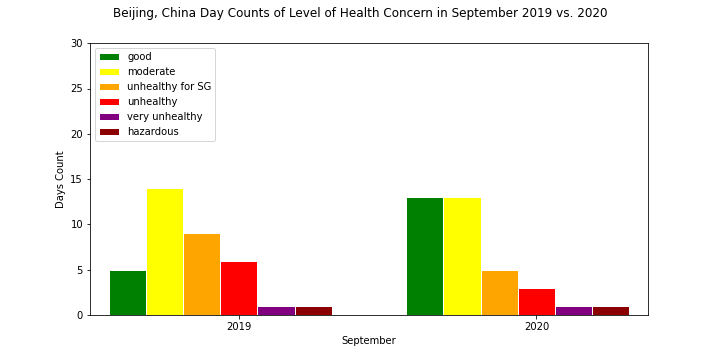 Beijing, China Day Counts of Level of Health Concern in September 2019 vs. 2020
30
25
20
15
10
5
0
Days Count
good
moderate
unhealthy for SG
unhealthy
very unhealthy
hazardous
2019
2020
September